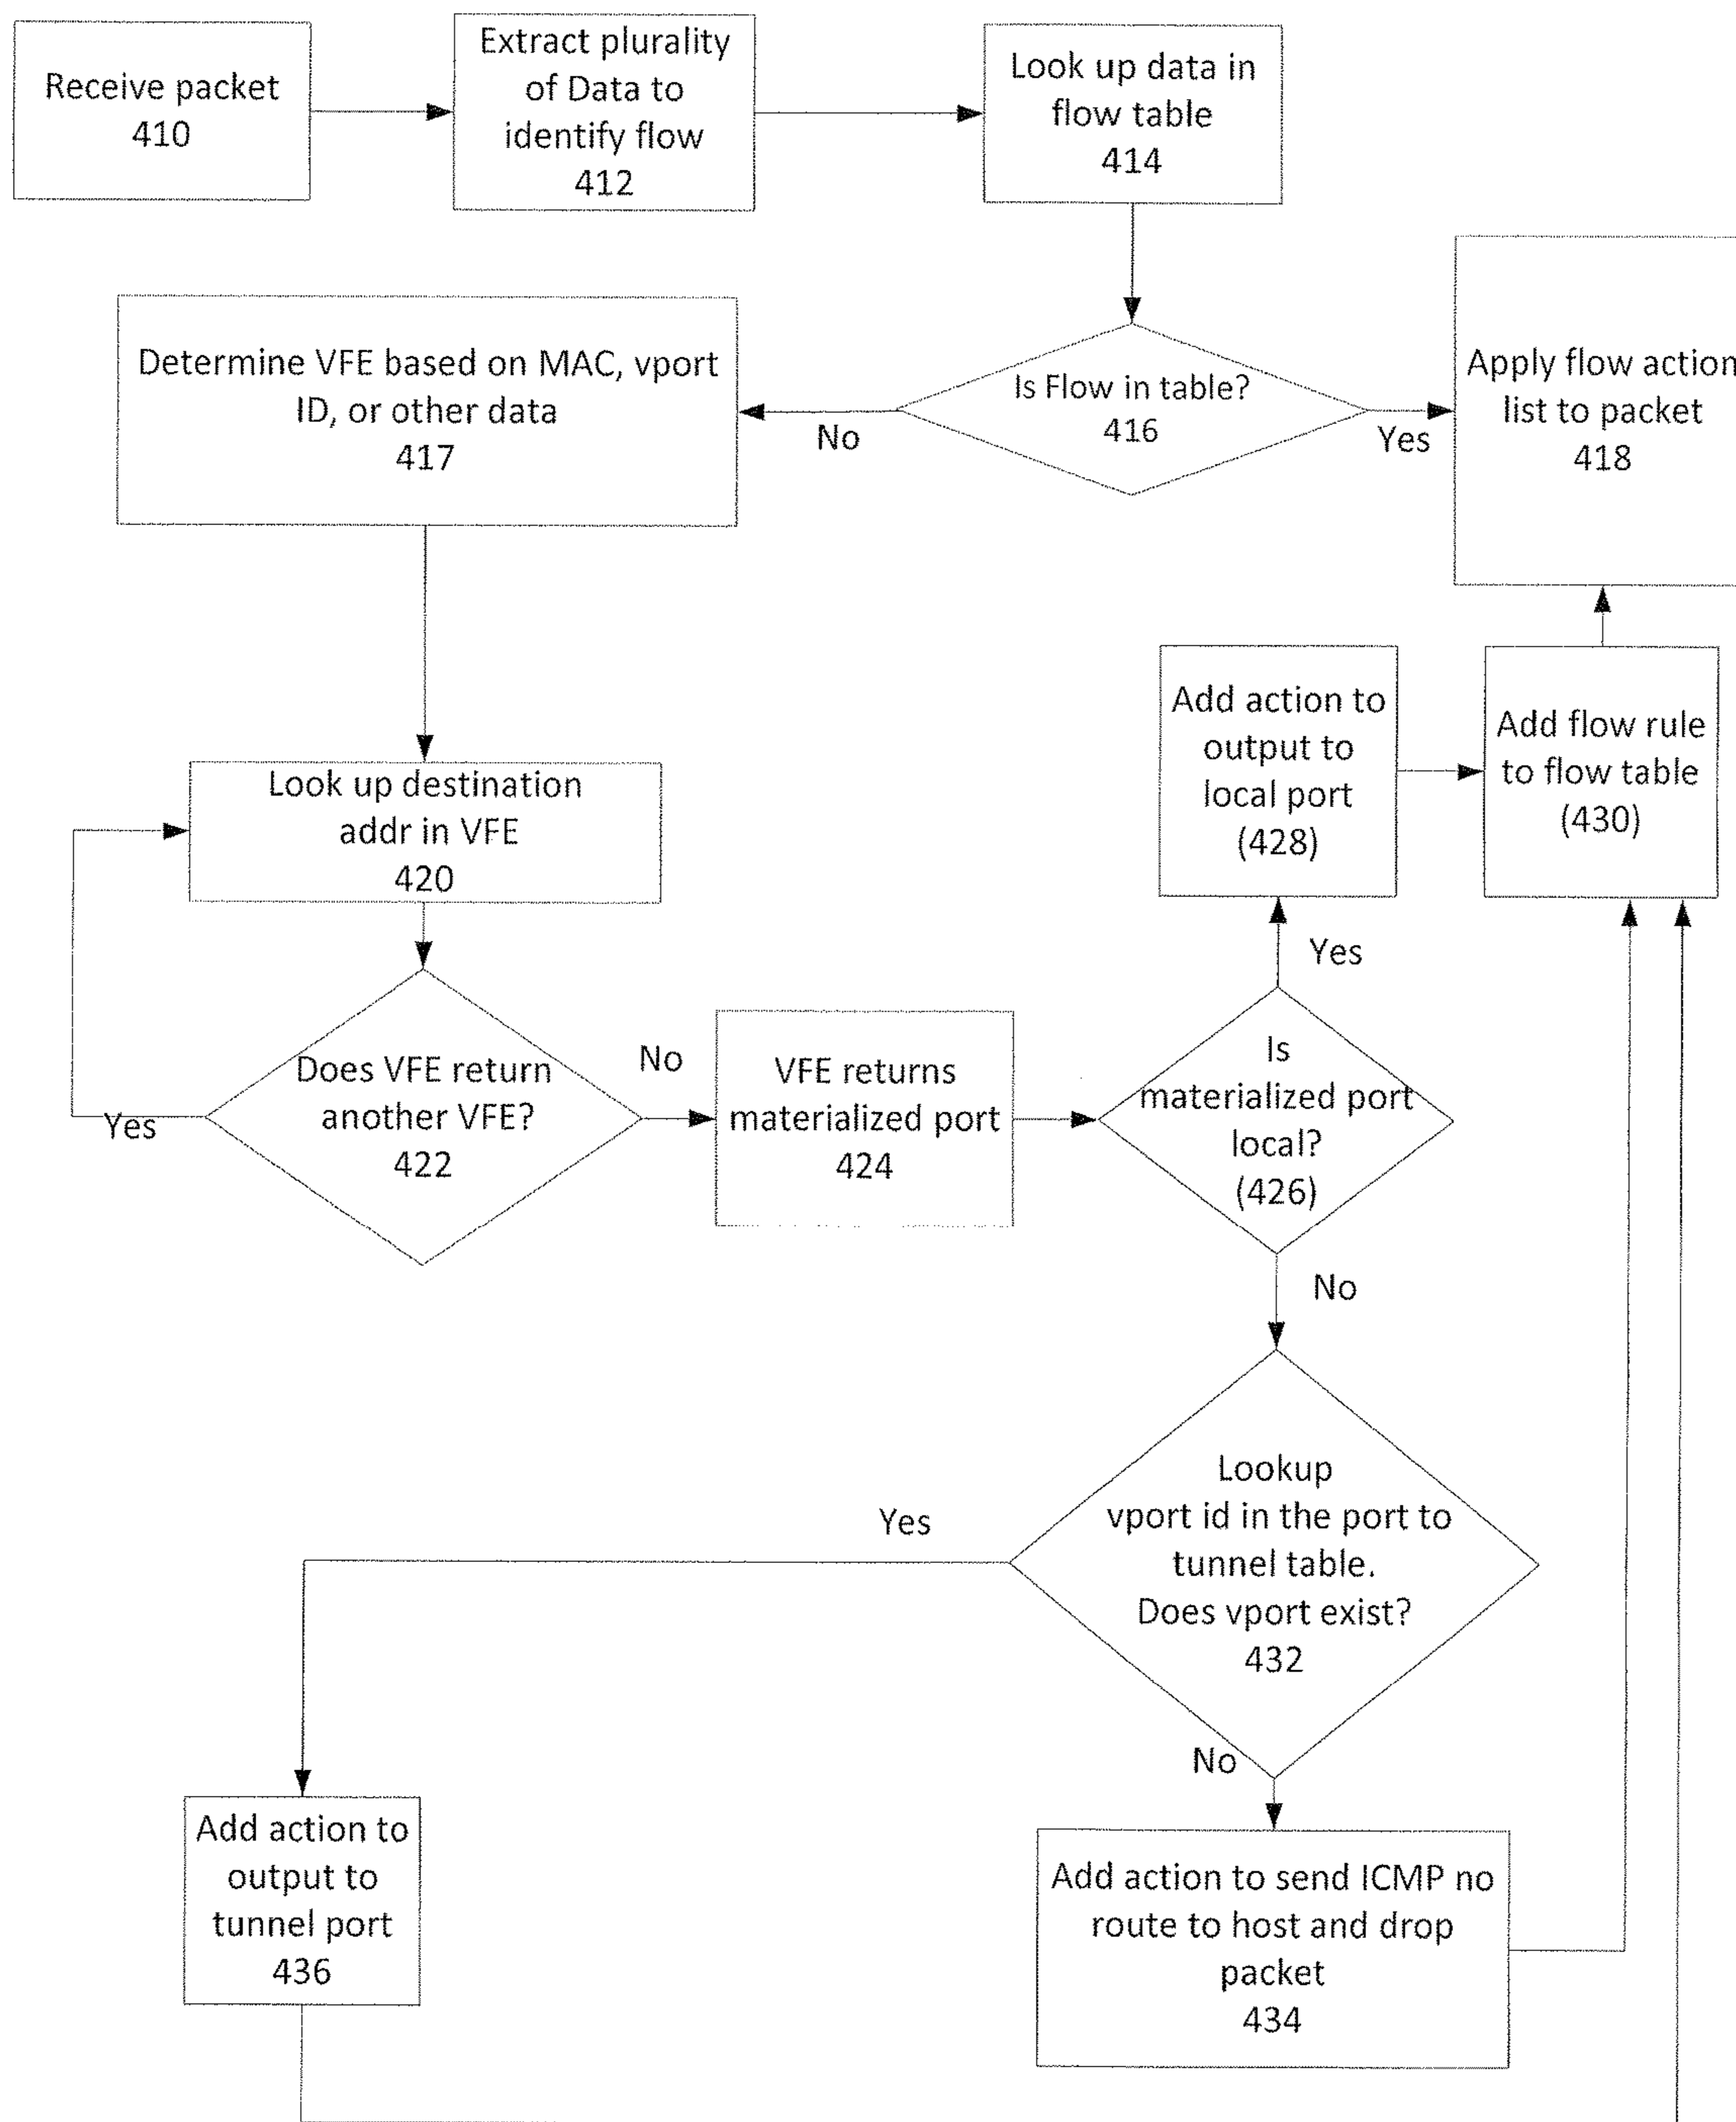 Receive packet
410
Extract plurality
of Data to
identify flow
412
Look up data in
flow table
414
Determine VFE based on MAC, vport
ID, or other data
417
No
Is Flow in table?
416
Yes
Apply flow action
list to packet
418
Add action to
output to
local port
(428)
Add flow rule
to flow table
(430)
Look up destination
addr in VFE
420
Yes
Does VFE return
another VFE?
422
Yes
No
VFE returns
materialized port
424
Is
materialized port
local?
(426)
No
Lookup
vport id in the port to
tunnel table.
Does vport exist?
432
Yes
No
Add action to
output to
tunnel port
436
Add action to send ICMP no
route to host and drop
packet
434